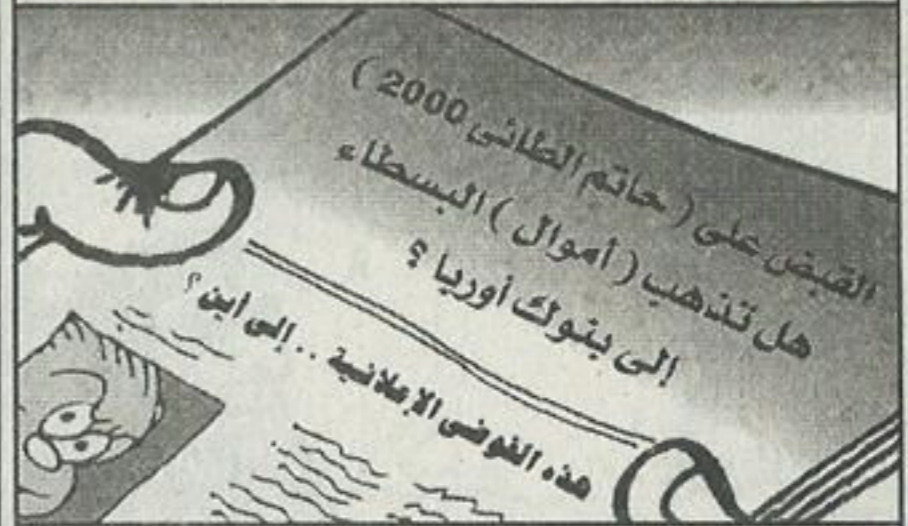 القبض على ( حاتم الطائى 2000 )
هل تذهب ( أموال ) البسطاء
إلى بنوك أوربا ؟
هذه الفوضى الإعلانية .. إلى أين ؟